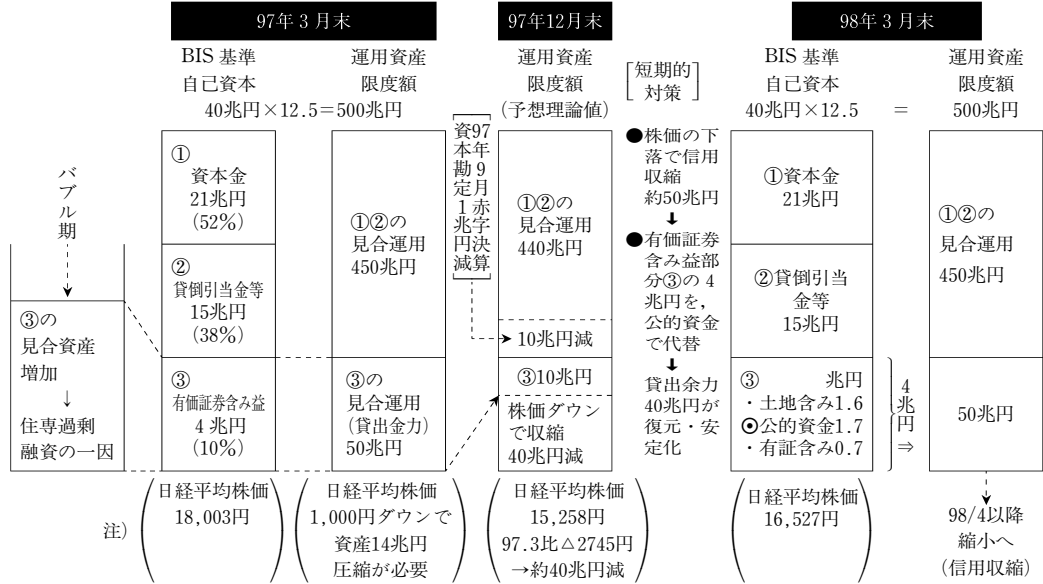 97年3月末
97年12月末
98年3月末
BIS基準
自己資本
運用資産
限度額
40兆円×12.5=500兆円
運用資産
限度額
(予想理論値)
[短期的
対策]
BIS基準
自己資本
40兆円×12.5
=
運用資産
限度額
500兆円
バブル期
③の
見合資産
増加
↓
住専過剰
融資の一因
①
資本金
21兆円
(52%)
②
貸倒引当金等
15兆円
(38%)
③
有価証券含み益
4兆円
(10%)
①②の
見合運用
450兆円
③の
見合運用
(貸出余力)
50兆円
[97年9月赤字決算
資本勘定1兆円減]
①②の
見合運用
440兆円
10兆円減
③10兆円
株価ダウン
で収縮
40兆円減
●株価の下
落で信用
収縮
約50兆円
↓
●有価証券
含み益部
分③の4
兆円を,
公的資金
で代替
↓
貸出余力
40兆円が
復元・安
定化
①資本金
21兆円
②貸倒引当
金等
15兆円
③ 兆円
・土地含み1.6
⦿公的資金1.7
・有証含み0.7
4兆円⇒
①②の
見合運用
450兆円
50兆円
注)
(日経平均株価
18,003円)
(日経平均株価
1,000円ダウンで
資産14兆円
圧縮が必要)
(日経平均株価
15,258円
97.3比△2745円
→約40兆円減)
(日経平均株価
16,527円)
98/4以降
縮小へ
(信用収縮)